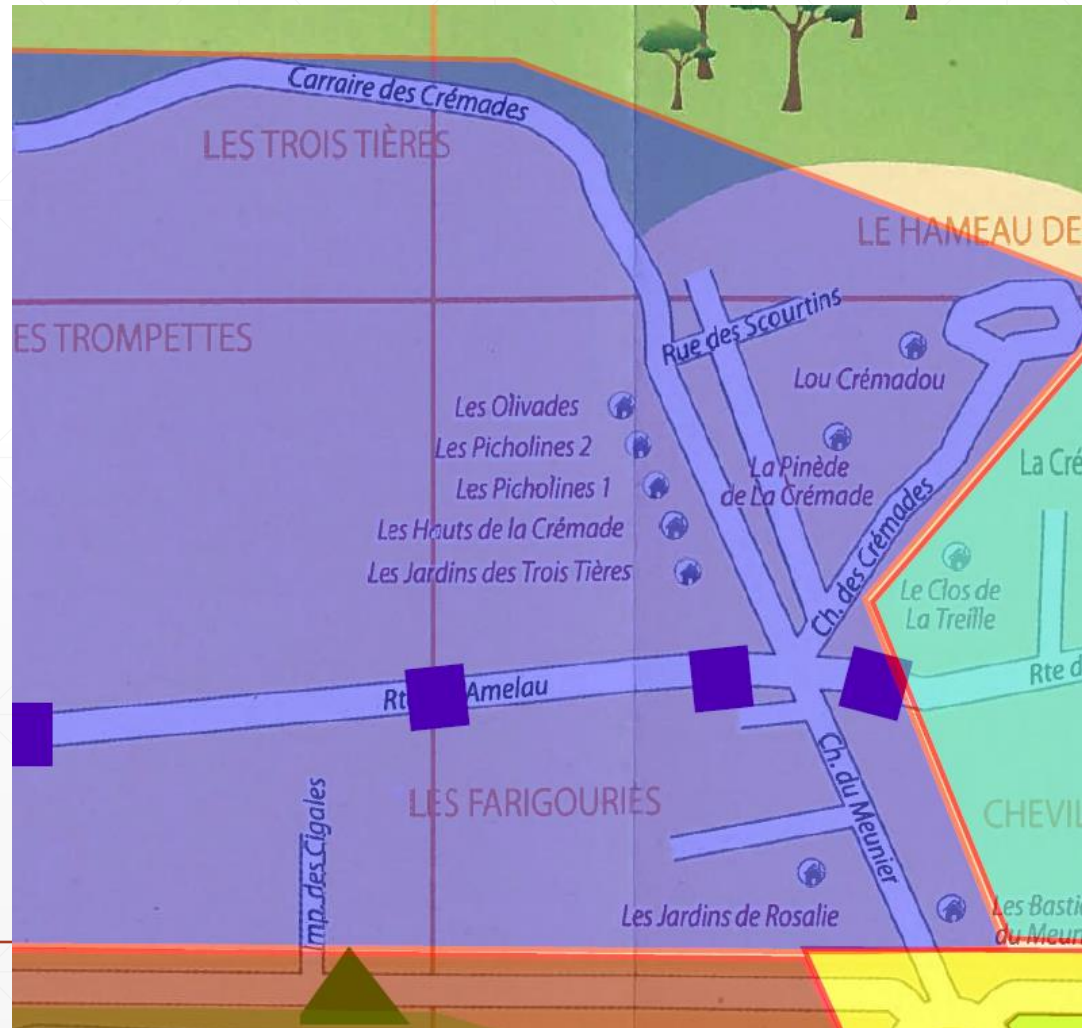 Carraire des Crémades
LES TROIS TIÈRES
LE HAMEAU DE
ES TROMPETTES
Rue des Scourtins
Lou Crémadou
Les Olivades
Les Picholines 2
La Pinède
de La Crémade
La Cré
Les Picholines 1
Les Hauts de la Crémade
Ch. des Crémades
Les Jardins des Trois Tières
Le Clos de
La Treille
Rte d
Rt Amelau
Ch. du Meunier
Imp. des Cigales
LES FARIGOURIES
CHEVIL
Les Jardins de Rosalie
Les Basti
du Meun